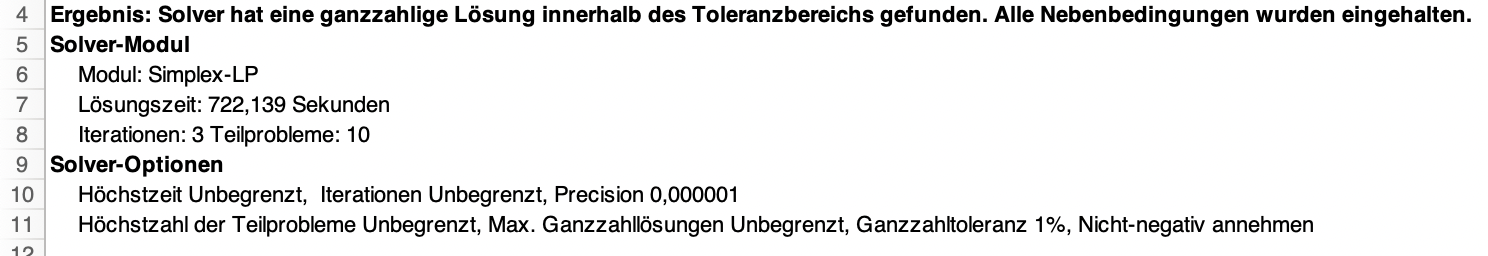 4 Ergebnis: Solver hat eine ganzzahlige Lösung innerhalb des Toleranzbereichs gefunden. Alle Nebenbedingungen wurden eingehalten.
5 Solver-Modul
6 Modul: Simplex-LP
7 Lösungszeit: 722,139 Sekunden
8 Iterationen: 3 Teilprobleme: 10
9 Solver-Optionen
10 Höchstzeit Unbegrenzt,  Iterationen Unbegrenzt, Precision 0,000001
11 Höchstzahl der Teilprobleme Unbegrenzt, Max. Ganzzahllösungen Unbegrenzt, Ganzzahltoleranz 1%, Nicht-negativ annehmen
12